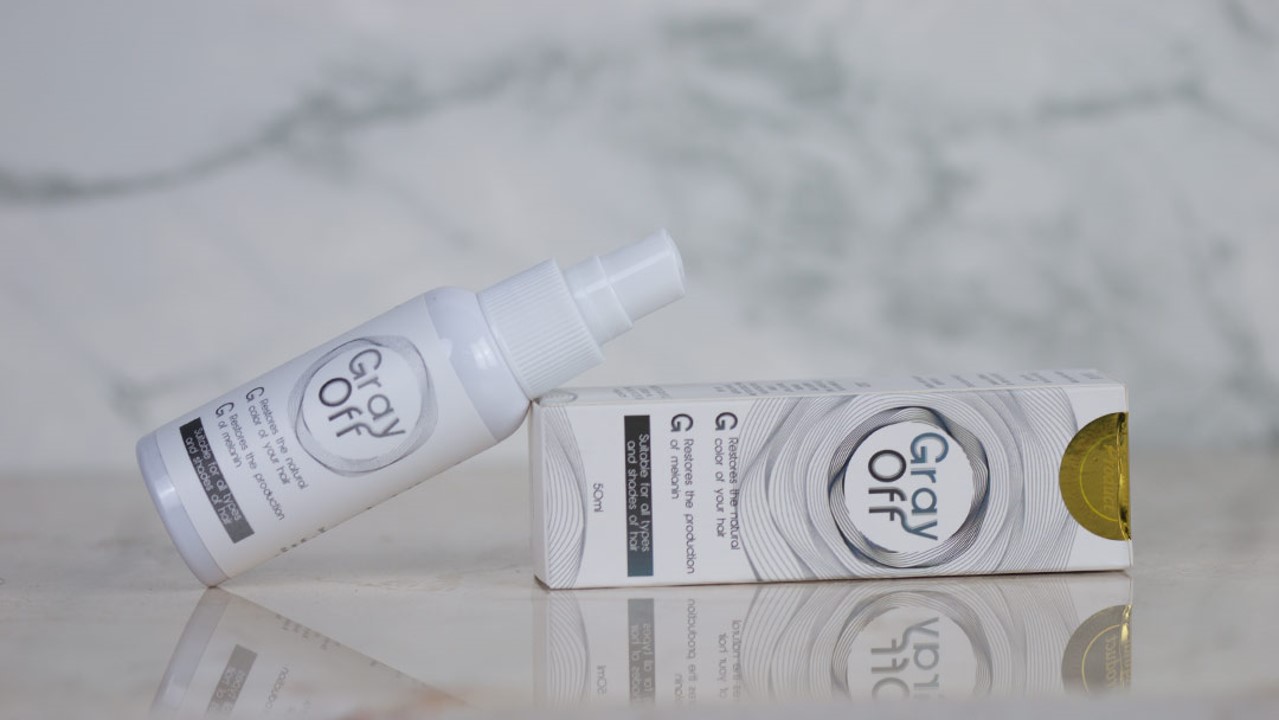 Gray
Off
G Restores the natural
color of your hair
G Restores the production
of melanin
Suitable for all types
and shades of hair
Gray
Off
G Restores the natural
color of your hair
G Restores the production
of melanin
Suitable for all types
and shades of hair
50ml